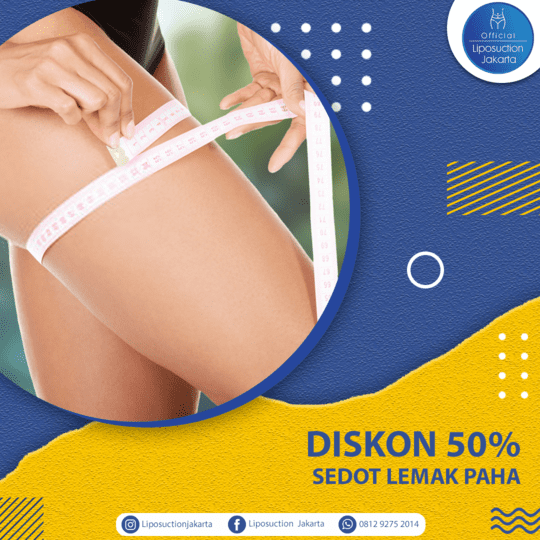 Official
Liposuction
Jakarta
DISKON 50%
SEDOT LEMAK PAHA
Liposuctionjakarta
Liposuction Jakarta
0812 9275 2014